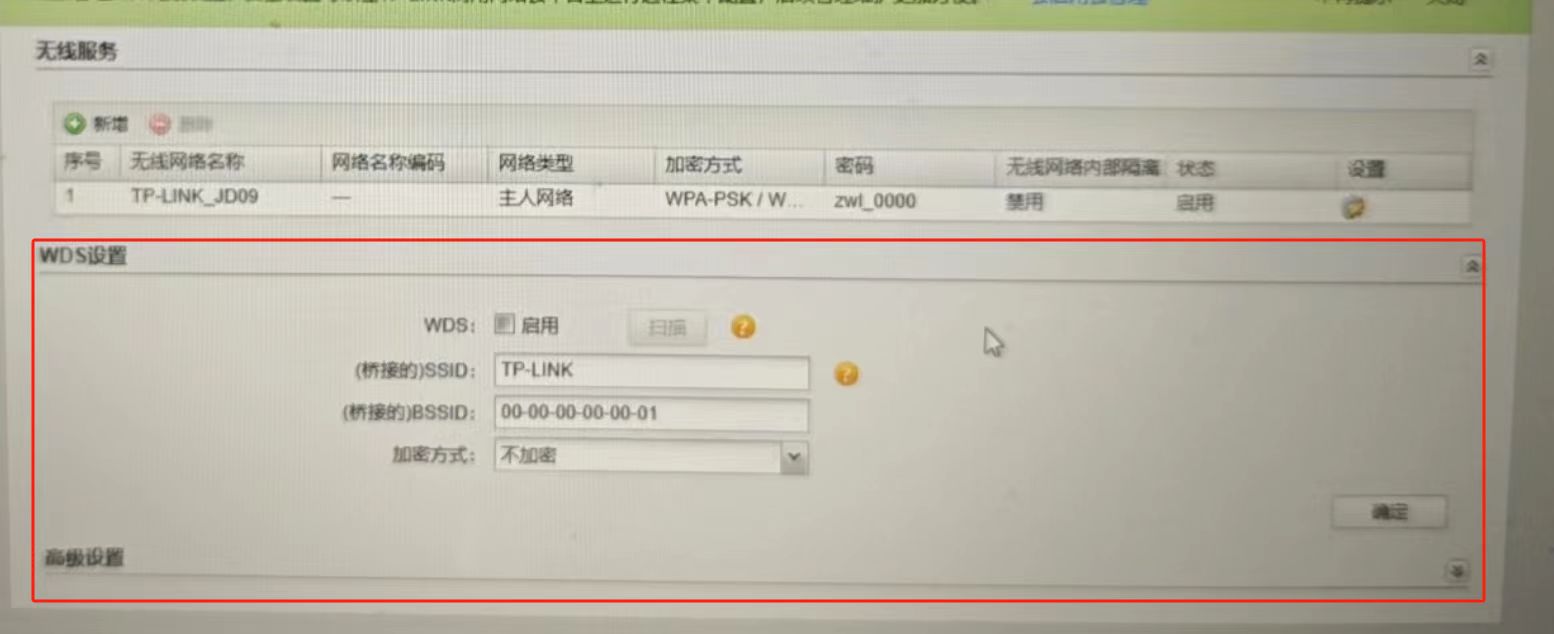 无线服务
新增 删除
序号 无线网络名称 网络名称编码 网络类型 加密方式 密码 无线网络内部隔离 状态 设置
1 TP-LINK_JD09 — 主人网络 WPA-PSK / W... zwl_0000 禁用 启用
WDS设置
WDS: 启用 扫描
(桥接的)SSID: TP-LINK
(桥接的)BSSID: 00-00-00-00-00-01
加密方式: 不加密
确定
高级设置